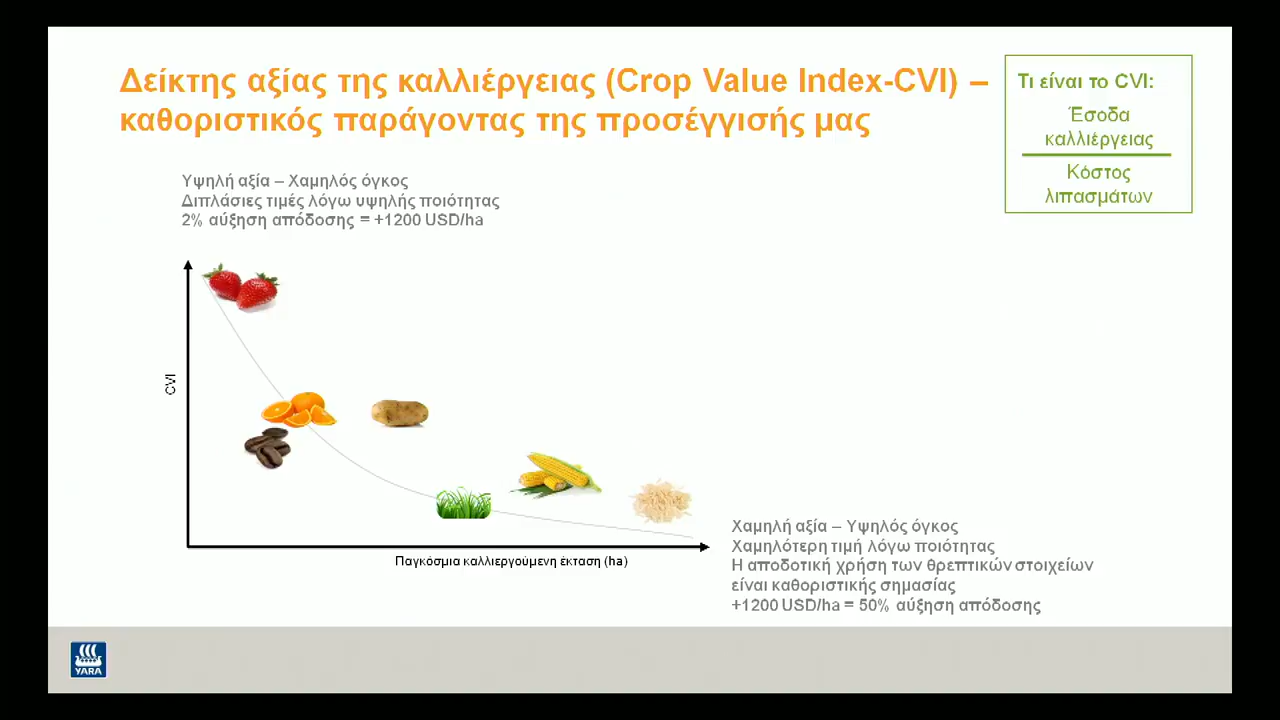 Δείκτης αξίας της καλλιέργειας (Crop Value Index-CVI) –
καθοριστικός παράγοντας της προσέγγισής μας
Τι είναι το CVI:
Έσοδα
καλλιέργειας
Κόστος
λιπασμάτων
Υψηλή αξία – Χαμηλός όγκος
Διπλάσιες τιμές λόγω υψηλής ποιότητας
2% αύξηση απόδοσης = +1200 USD/ha
CVI
Παγκόσμια καλλιεργούμενη έκταση (ha)
Χαμηλή αξία – Υψηλός όγκος
Χαμηλότερη τιμή λόγω ποιότητας
Η αποδοτική χρήση των θρεπτικών στοιχείων
είναι καθοριστικής σημασίας
+1200 USD/ha = 50% αύξηση απόδοσης
YARA